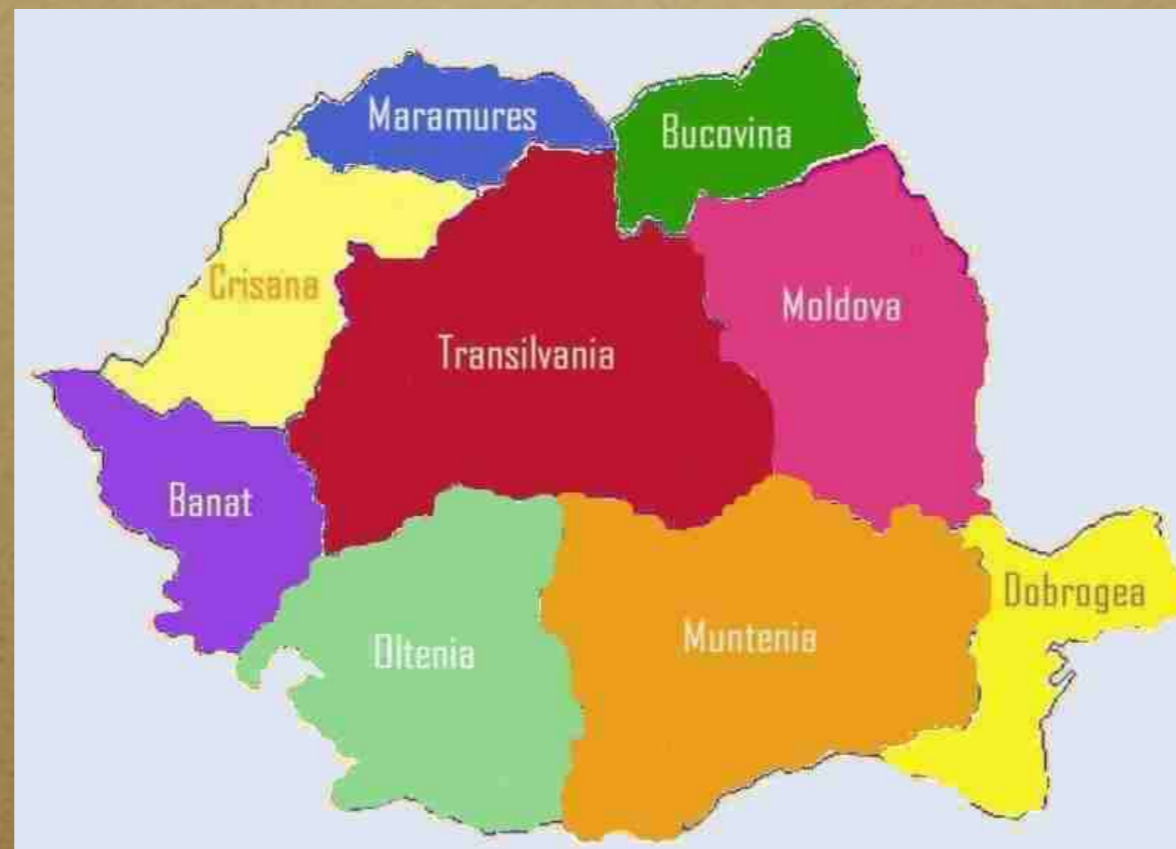 Maramures
Bucovina
Crisana
Moldova
Transilvania
Banat
Dobrogea
Oltenia
Muntenia